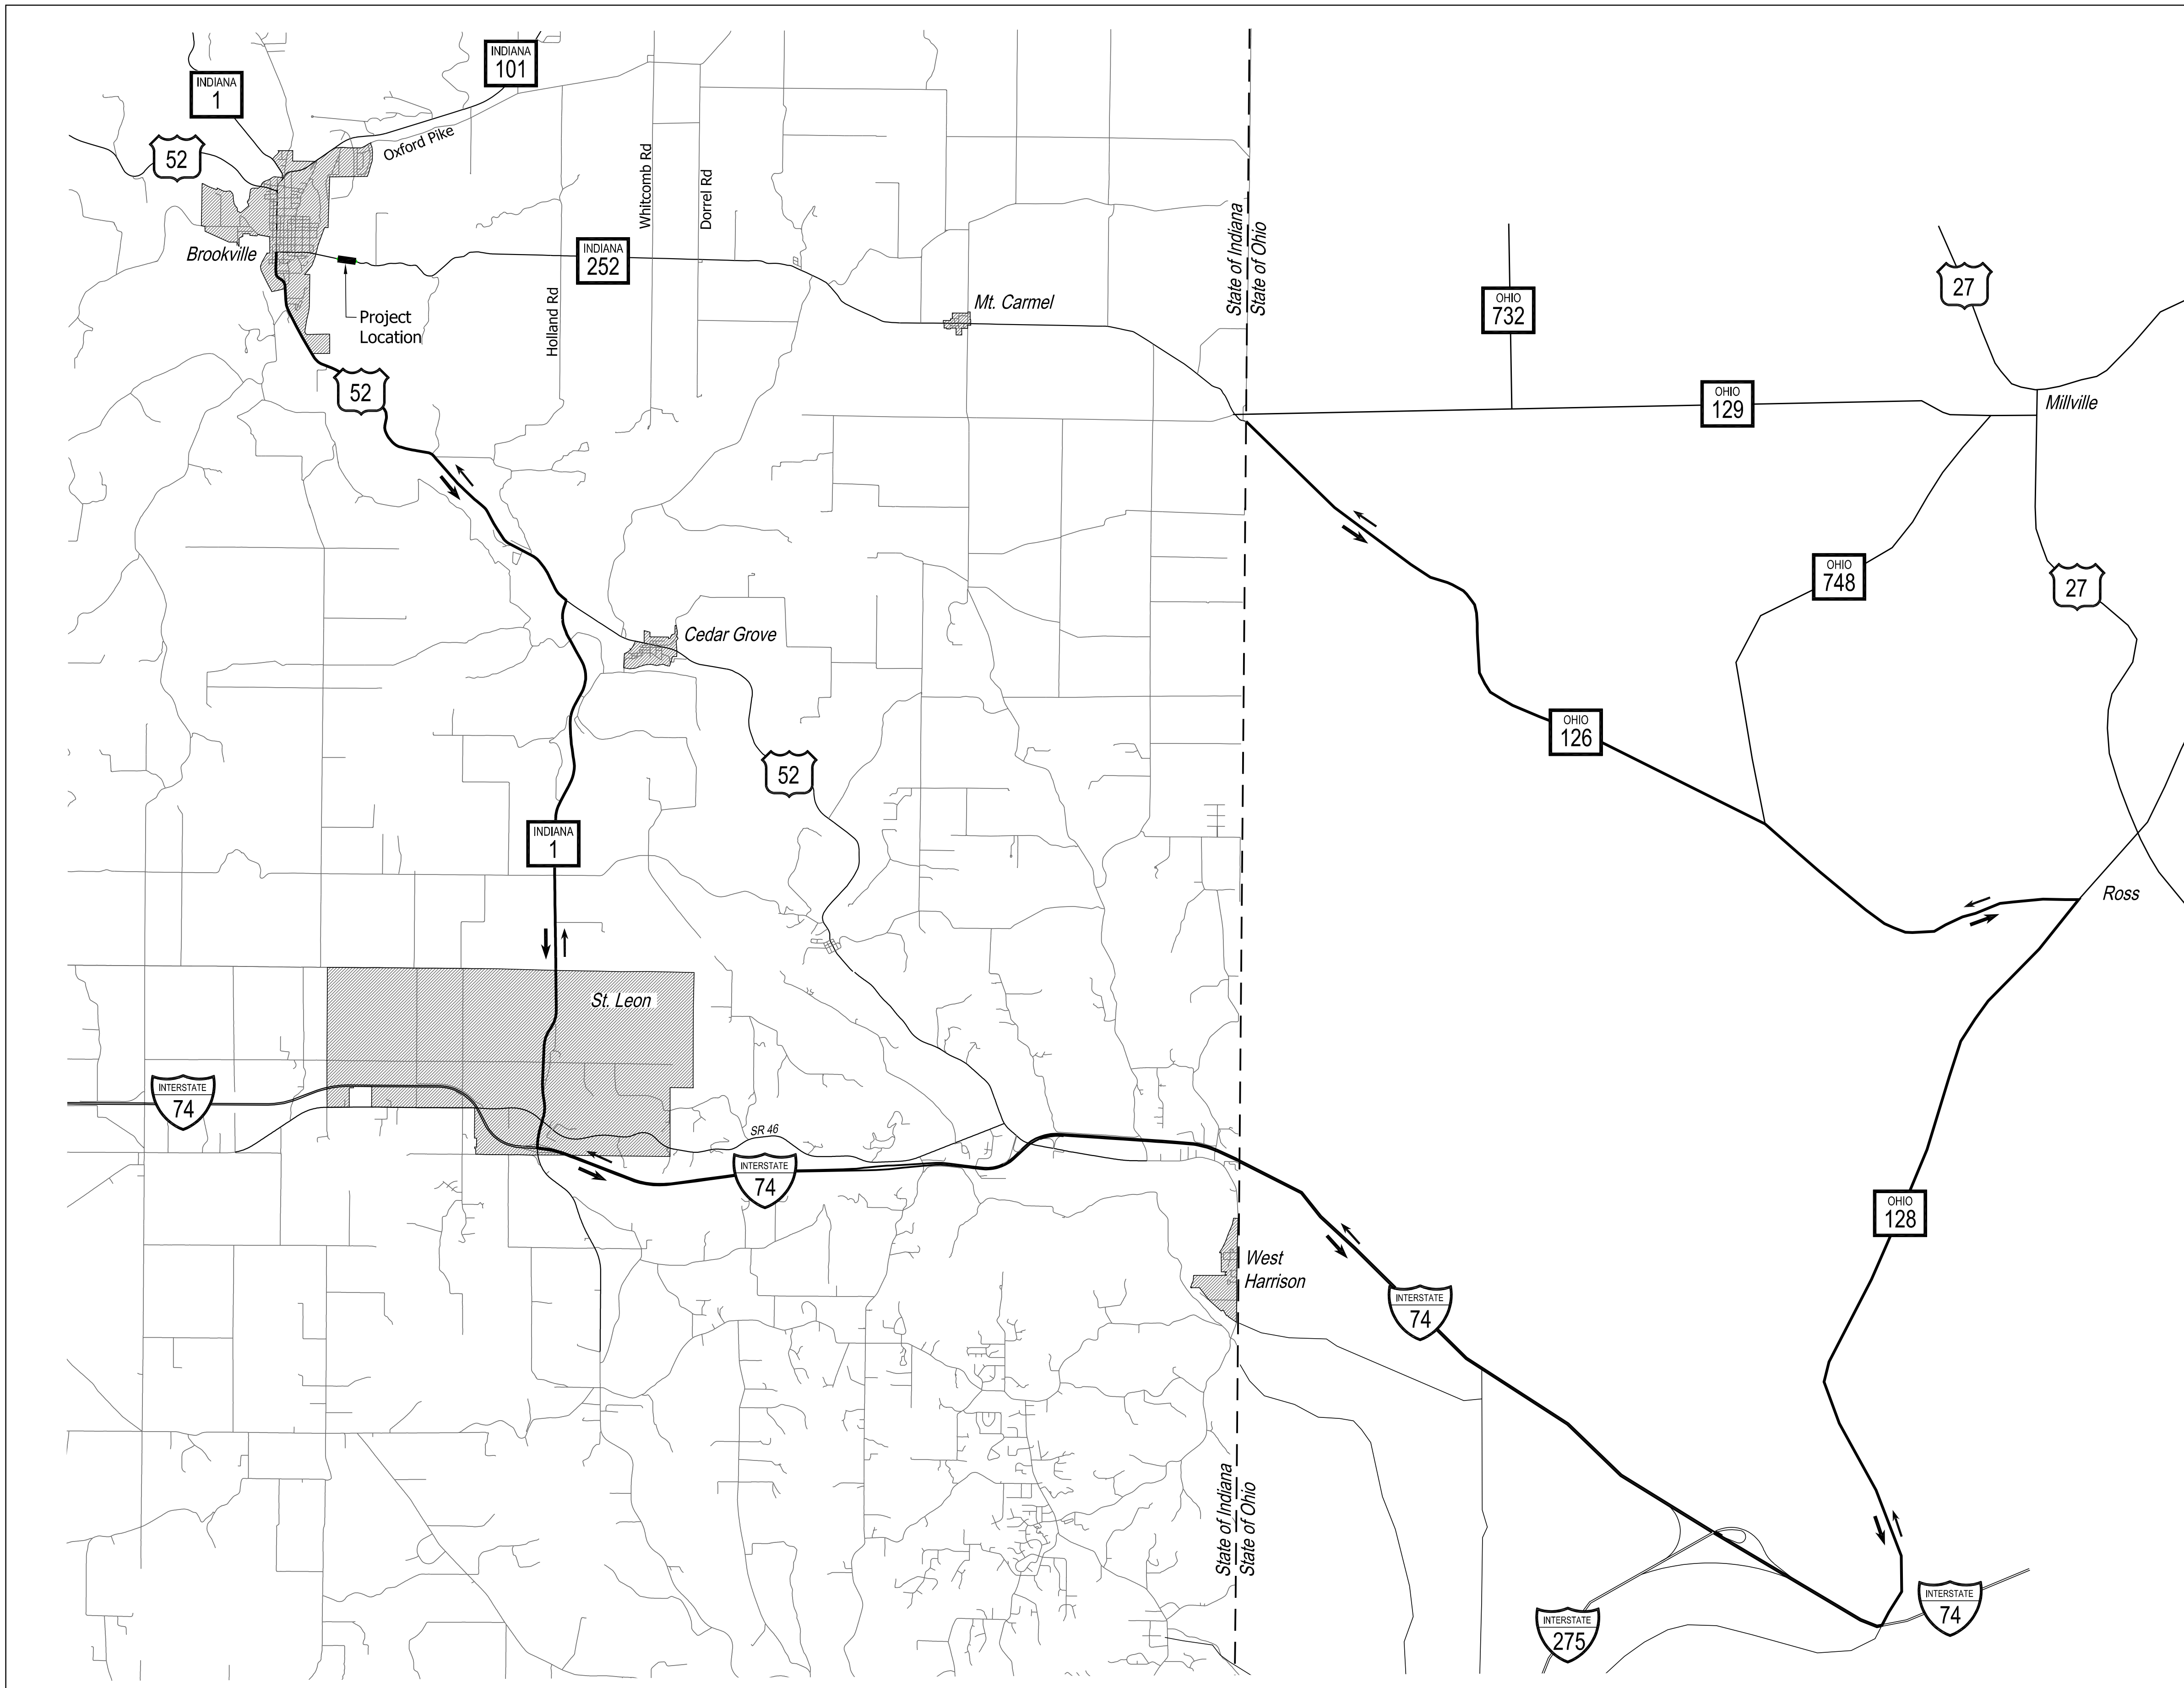 INDIANA
101
INDIANA
1
52
Oxford Pike
Whitcomb Rd
Dorrel Rd
State of Indiana
State of Ohio
Brookville
INDIANA
252
27
Project
Location
Holland Rd
Mt. Carmel
OHIO
732
52
OHIO
129
Millville
OHIO
748
27
Cedar Grove
OHIO
126
52
INDIANA
1
Ross
St. Leon
INTERSTATE
74
SR 46
INTERSTATE
74
OHIO
128
West
Harrison
INTERSTATE
74
State of Indiana
State of Ohio
INTERSTATE
74
INTERSTATE
275